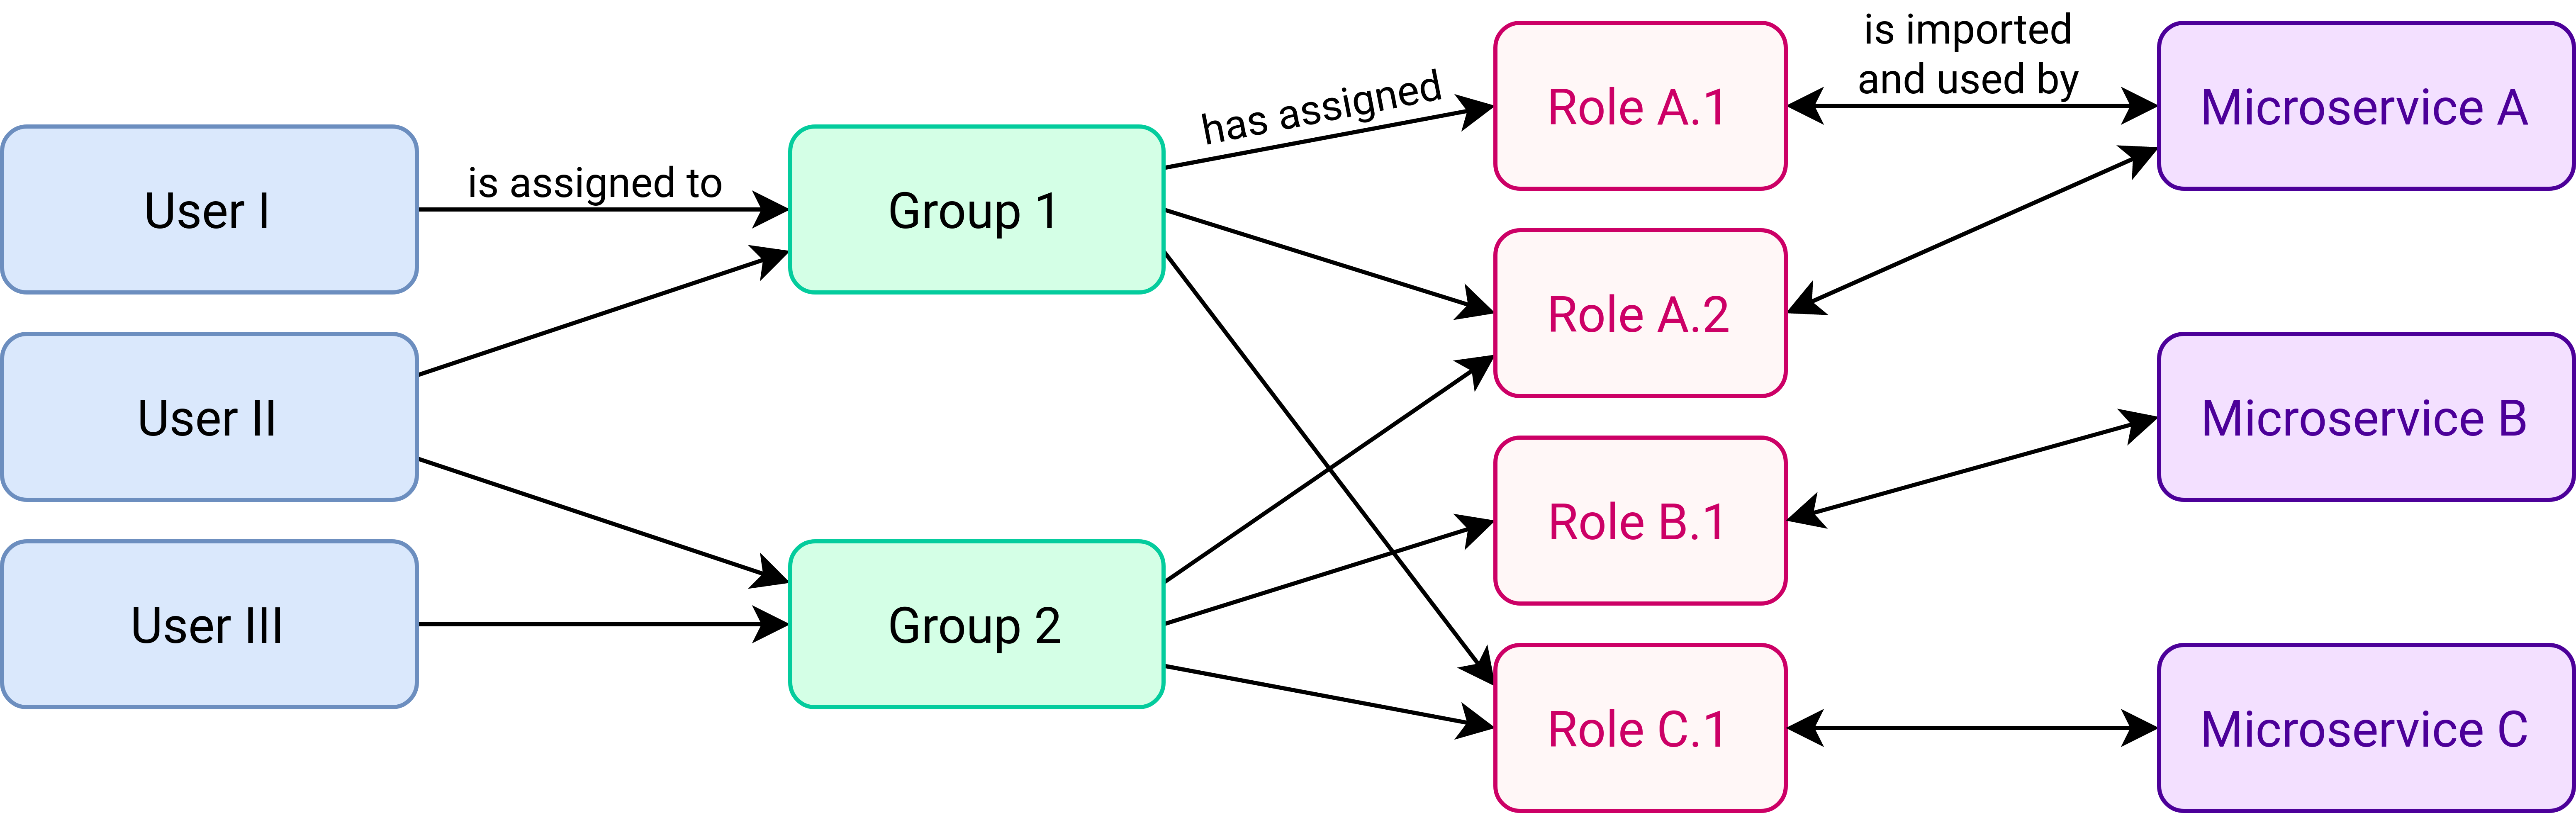 User I
User II
User III
is assigned to
Group 1
Group 2
has assigned
Role A.1
Role A.2
Role B.1
Role C.1
is imported
and used by
Microservice A
Microservice B
Microservice C